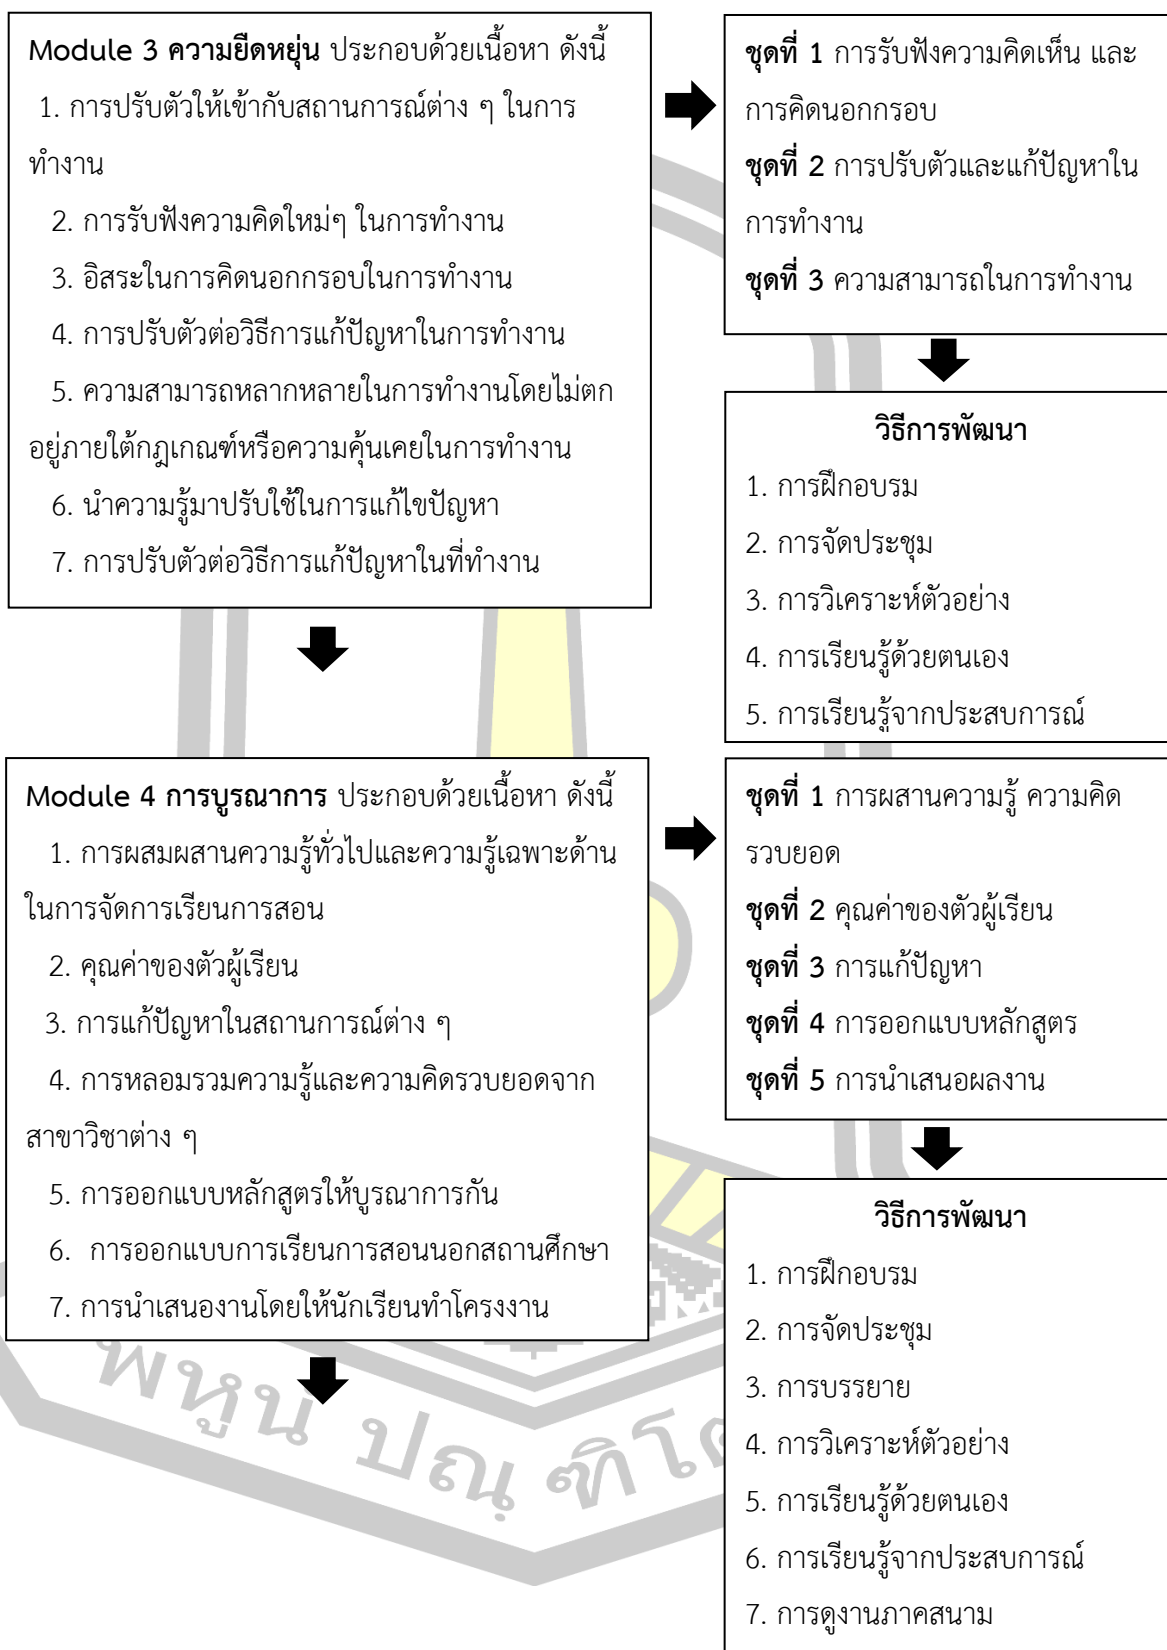 Module 3 ความยืดหยุ่น ประกอบด้วยเนื้อหา ดังนี้
1. การปรับตัวให้เข้ากับสถานการณ์ต่าง ๆ ในการ
ทำงาน
2. การรับฟังความคิดใหม่ๆ ในการทำงาน
3. อิสระในการคิดนอกกรอบในการทำงาน
4. การปรับตัวต่อวิธีการแก้ปัญหาในการทำงาน
5. ความสามารถหลากหลายในการทำงานโดยไม่ตก
อยู่ภายใต้กฎเกณฑ์หรือความคุ้นเคยในการทำงาน
6. นำความรู้มาปรับใช้ในการแก้ไขปัญหา
7. การปรับตัวต่อวิธีการแก้ปัญหาในที่ทำงาน
ชุดที่ 1 การรับฟังความคิดเห็น และ
การคิดนอกกรอบ
ชุดที่ 2 การปรับตัวและแก้ปัญหาใน
การทำงาน
ชุดที่ 3 ความสามารถในการทำงาน
วิธีการพัฒนา
1. การฝึกอบรม
2. การจัดประชุม
3. การวิเคราะห์ตัวอย่าง
4. การเรียนรู้ด้วยตนเอง
5. การเรียนรู้จากประสบการณ์
Module 4 การบูรณาการ ประกอบด้วยเนื้อหา ดังนี้
1. การผสมผสานความรู้ทั่วไปและความรู้เฉพาะด้าน
ในการจัดการเรียนการสอน
2. คุณค่าของตัวผู้เรียน
3. การแก้ปัญหาในสถานการณ์ต่าง ๆ
4. การหลอมรวมความรู้และความคิดรวบยอดจาก
สาขาวิชาต่าง ๆ
5. การออกแบบหลักสูตรให้บูรณาการกัน
6. การออกแบบการเรียนการสอนนอกสถานศึกษา
7. การนำเสนองานโดยให้นักเรียนทำโครงงาน
ชุดที่ 1 การผสานความรู้ ความคิด
รวบยอด
ชุดที่ 2 คุณค่าของตัวผู้เรียน
ชุดที่ 3 การแก้ปัญหา
ชุดที่ 4 การออกแบบหลักสูตร
ชุดที่ 5 การนำเสนอผลงาน
วิธีการพัฒนา
1. การฝึกอบรม
2. การจัดประชุม
3. การบรรยาย
4. การวิเคราะห์ตัวอย่าง
5. การเรียนรู้ด้วยตนเอง
6. การเรียนรู้จากประสบการณ์
7. การดูงานภาคสนาม
พหูน ปณฺ ฑิโต